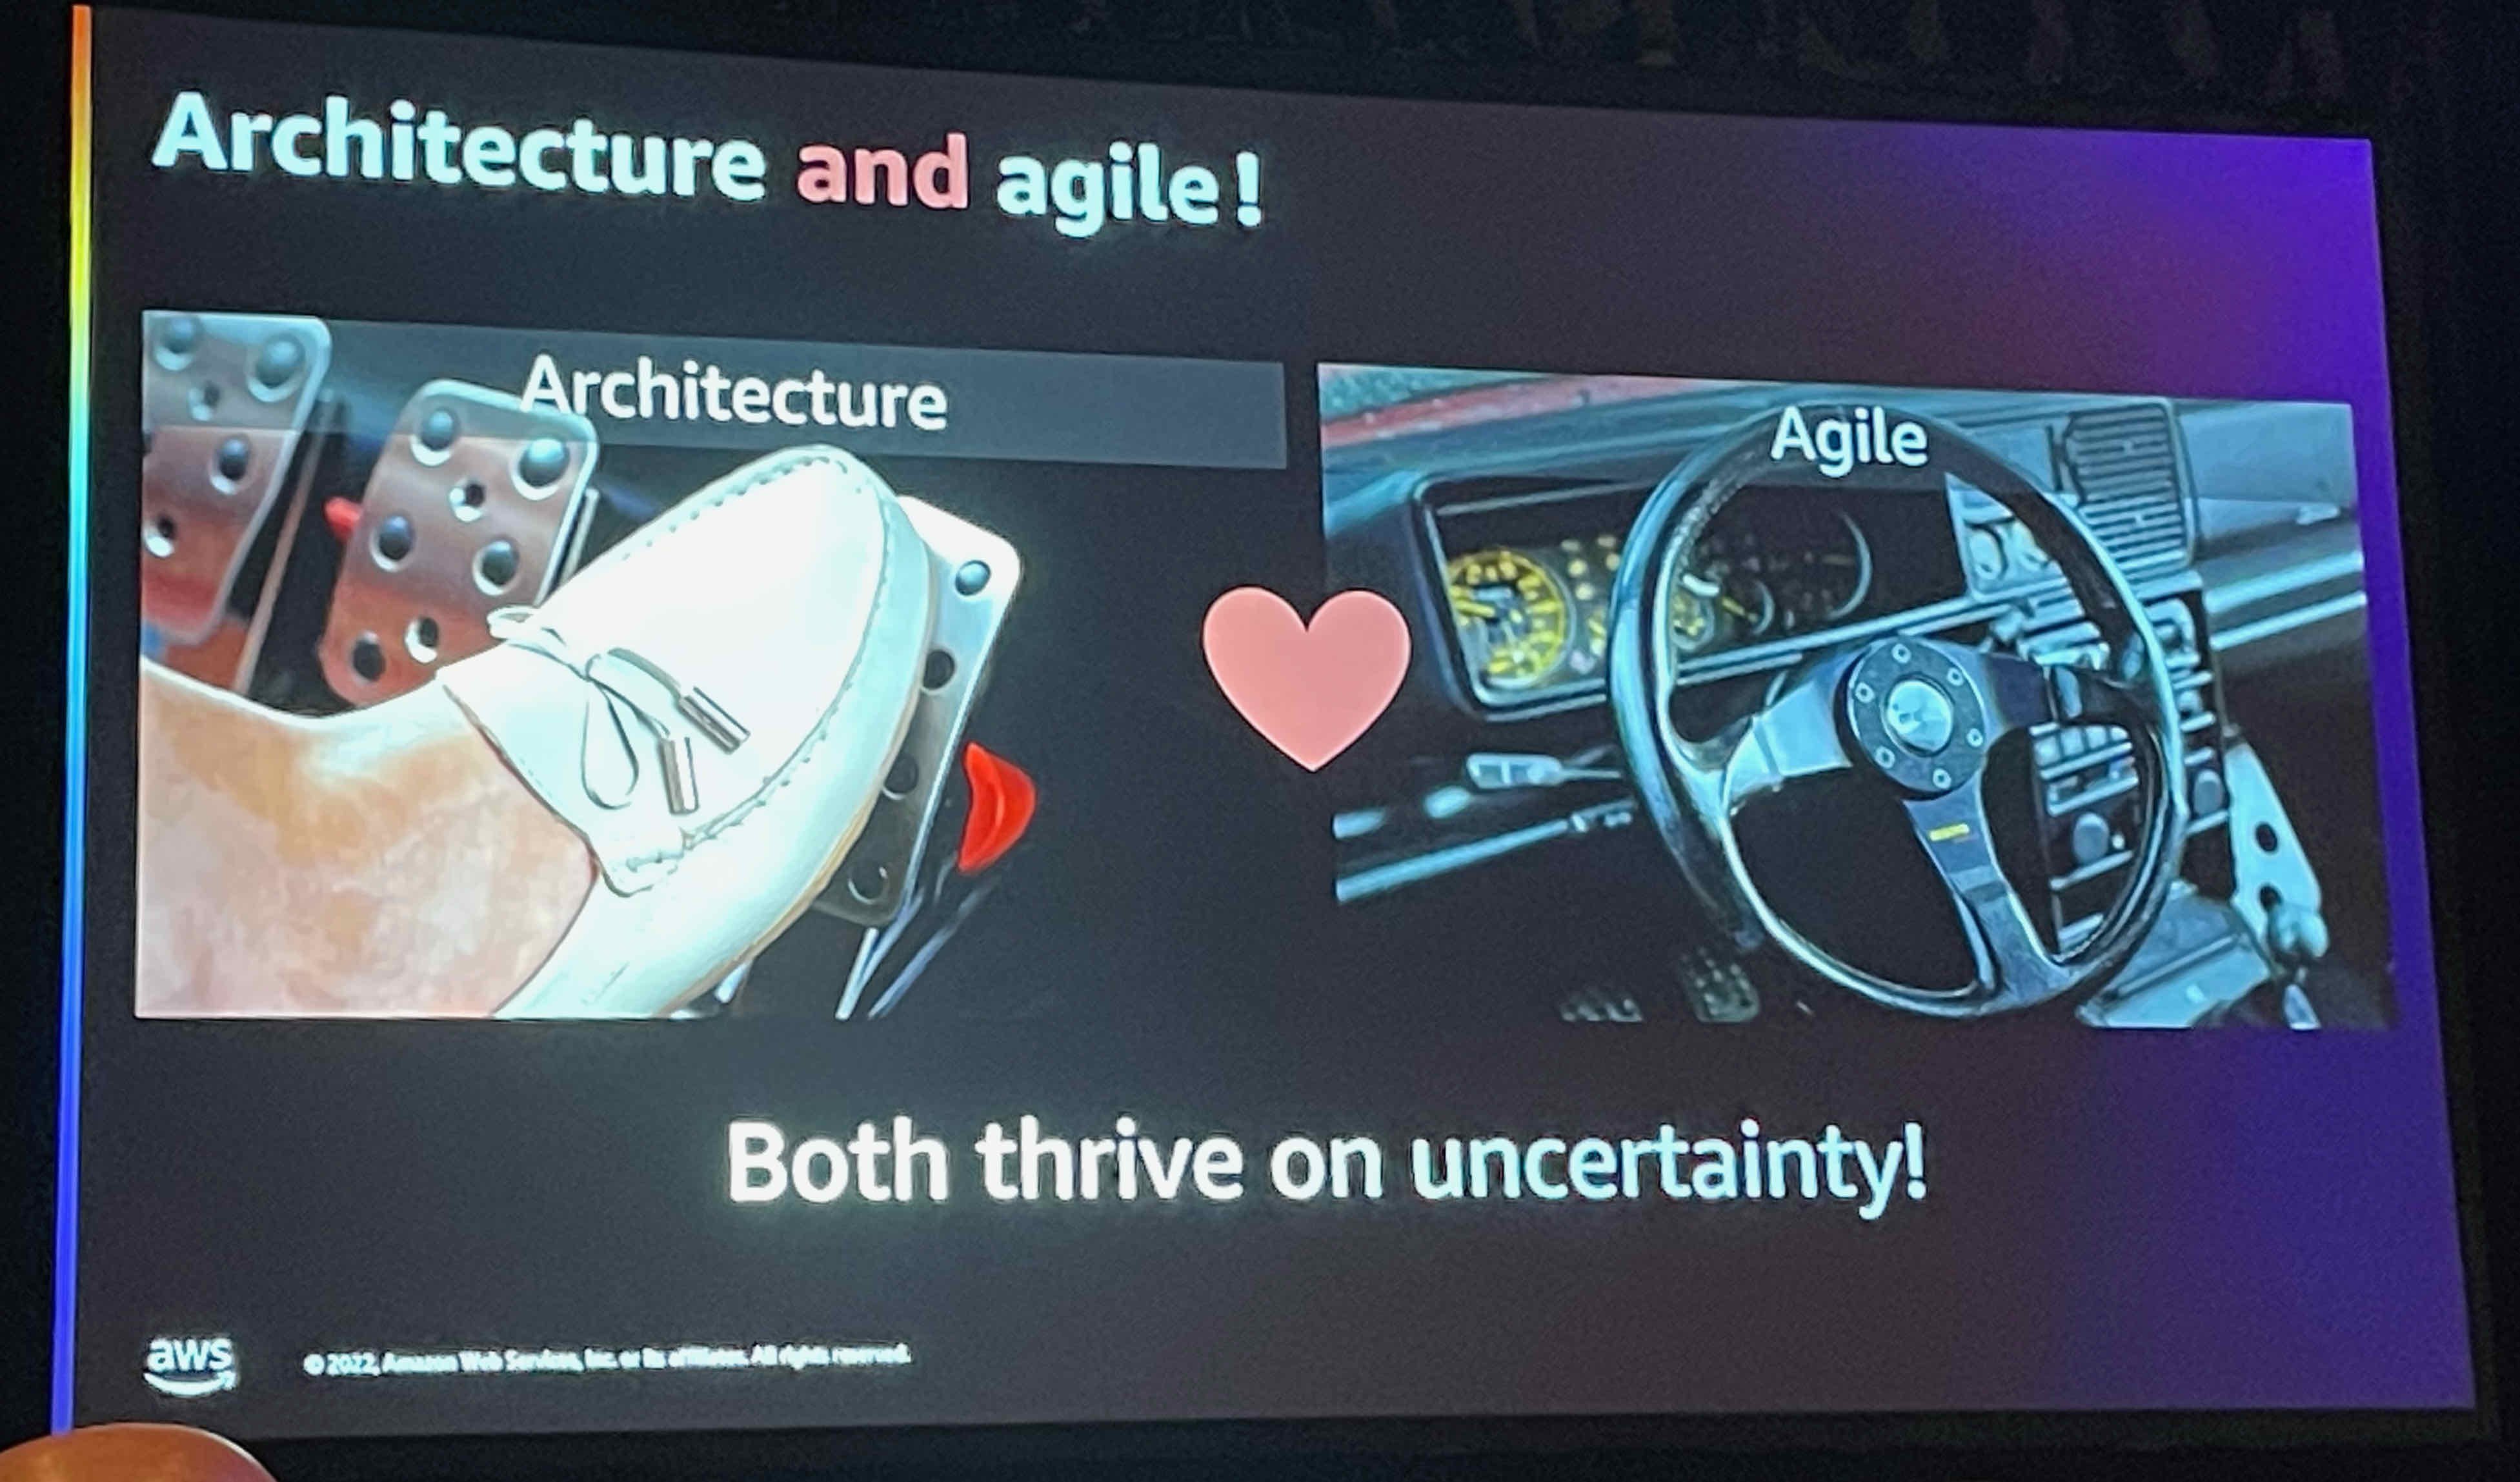 Architecture and agile!
Architecture
Agile
Both thrive on uncertainty!
aws
© 2022, Amazon Web Services, Inc. or its affiliates. All rights reserved.